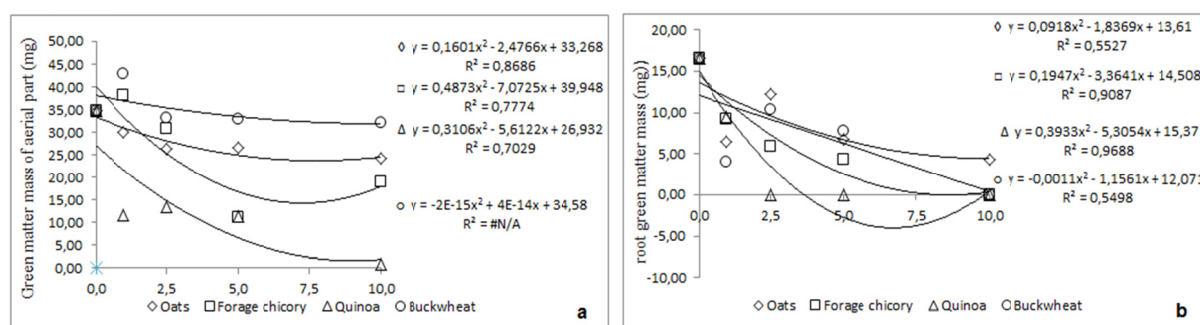 Green matter mass of aerial part (mg)
50,00
45,00
40,00
35,00
30,00
25,00
20,00
15,00
10,00
5,00
0,00
0,0 2,5 5,0 7,5 10,0
◇ y = 0,1601x² - 2,4766x + 33,268
R² = 0,8686
□ y = 0,4873x² - 7,0725x + 39,948
R² = 0,7774
△ y = 0,3106x² - 5,6122x + 26,932
R² = 0,7029
○ y = -2E-15x² + 4E-14x + 34,58
R² = #N/A
◇ Oats □ Forage chicory △ Quinoa ○ Buckwheat
a
root green matter mass (mg))
20,00
15,00
10,00
5,00
0,00
-5,00
-10,00
0,0 2,5 5,0 7,5 10,0
◇ y = 0,0918x² - 1,8369x + 13,61
R² = 0,5527
□ y = 0,1947x² - 3,3641x + 14,508
R² = 0,9087
△ y = 0,3933x² - 5,3054x + 15,37
R² = 0,9688
○ y = -0,0011x² - 1,1561x + 12,071
R² = 0,5498
◇ Oats □ Forage chicory △ Quinoa ○ Buckwheat
b